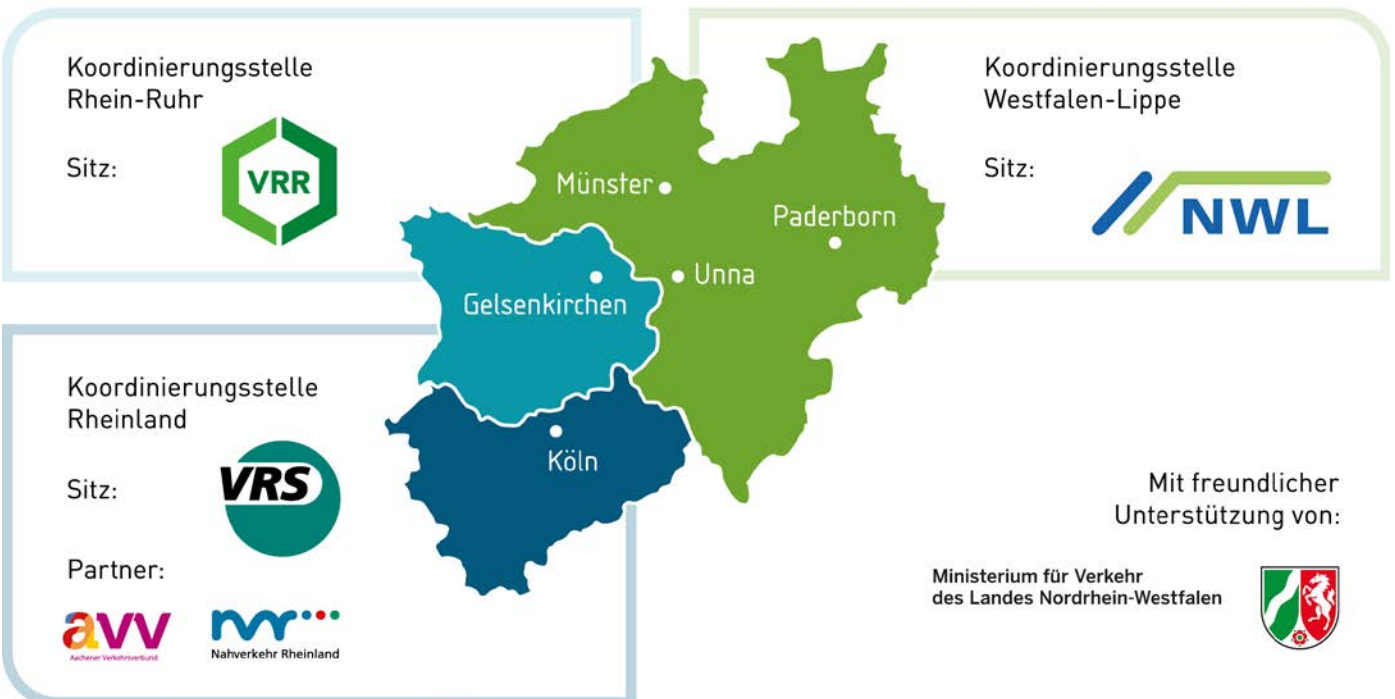 Koordinierungsstelle
Rhein-Ruhr
Sitz:
VRR
Koordinierungsstelle
Westfalen-Lippe
Sitz:
NWL
Münster
Paderborn
Unna
Gelsenkirchen
Köln
Koordinierungsstelle
Rheinland
Sitz:
VRS
Partner:
avv
Aachener Verkehrsverbund
nvr
Nahverkehr Rheinland
Mit freundlicher
Unterstützung von:
Ministerium für Verkehr
des Landes Nordrhein-Westfalen